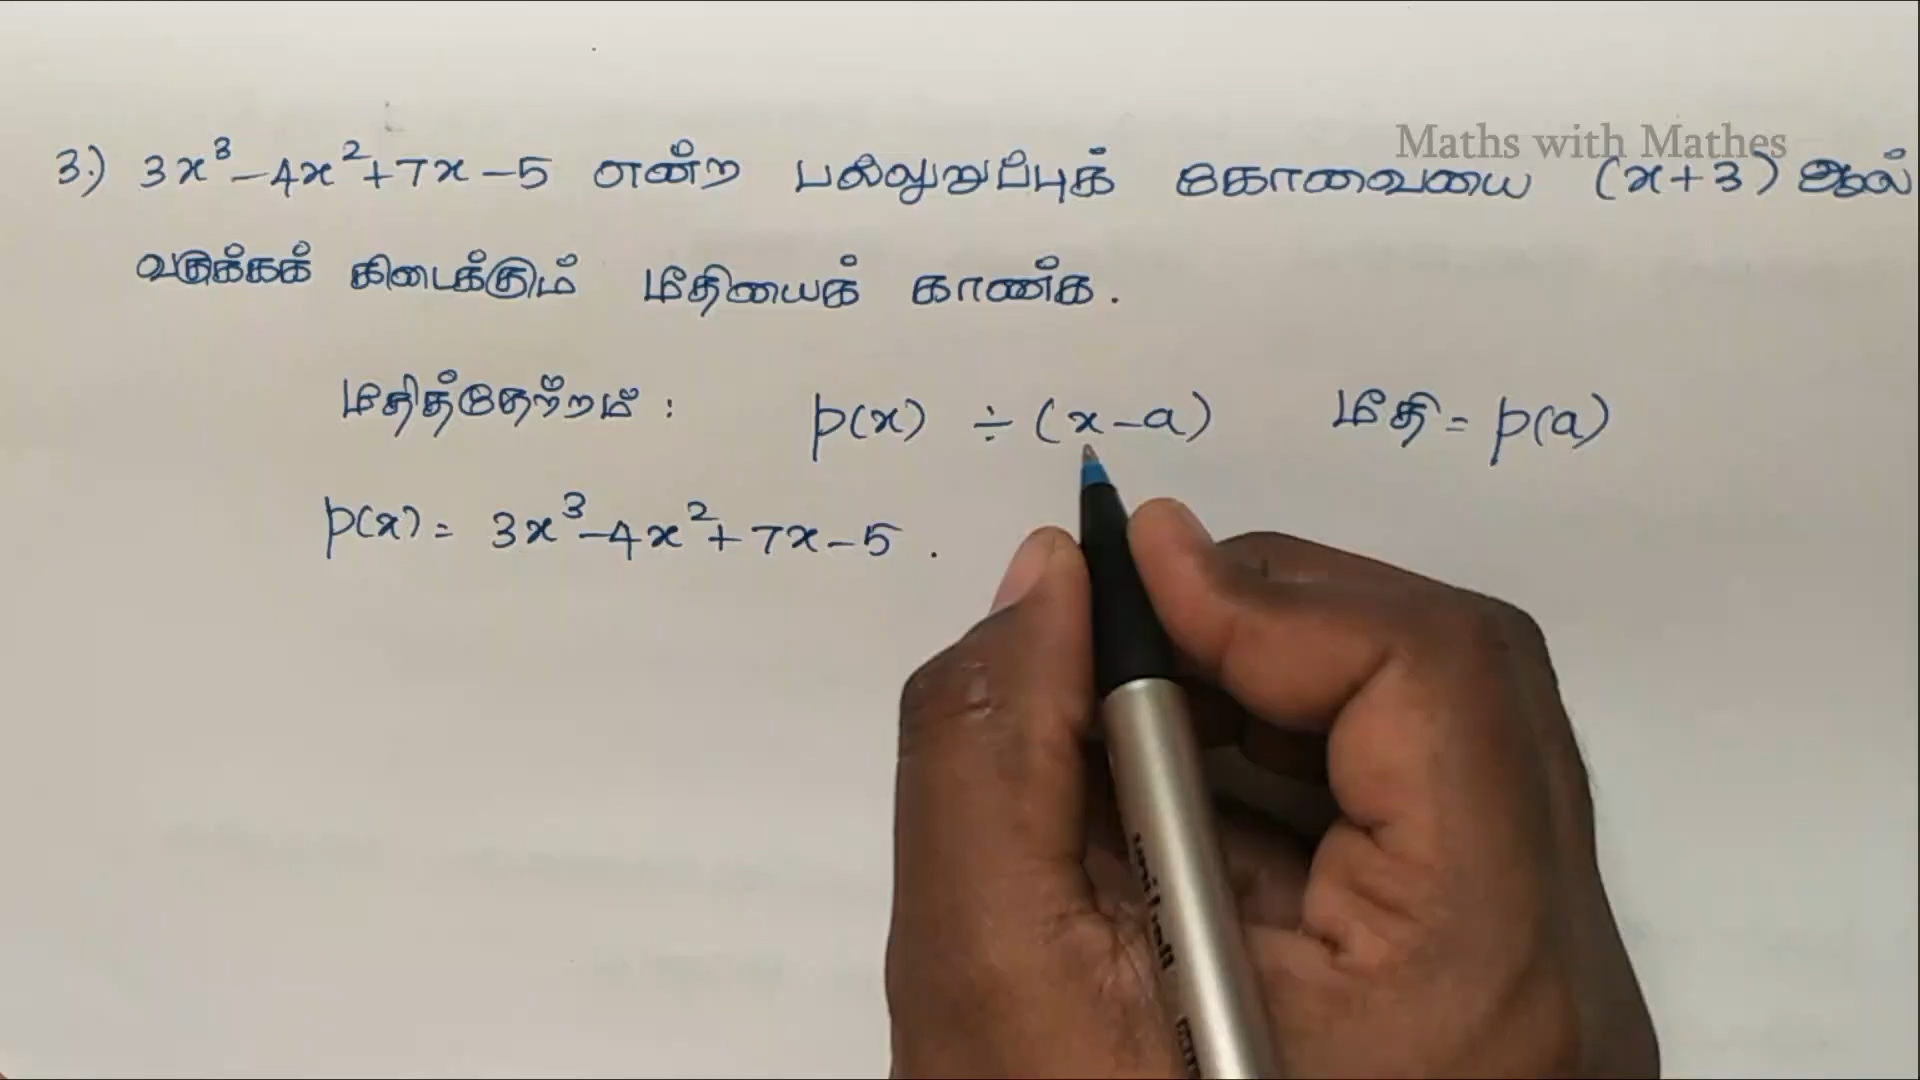 Maths with Mathes
3.) 3x³-4x²+7x-5 என்ற பல்லுறுப்புக் கோவையை (x+3) ஆல்
வகுக்கக் கிடைக்கும் மீதியைக் காண்க.
மீதித்தேற்றம் : p(x) ÷ (x-a) மீதி = p(a)
p(x) = 3x³-4x²+7x-5 .
uniball